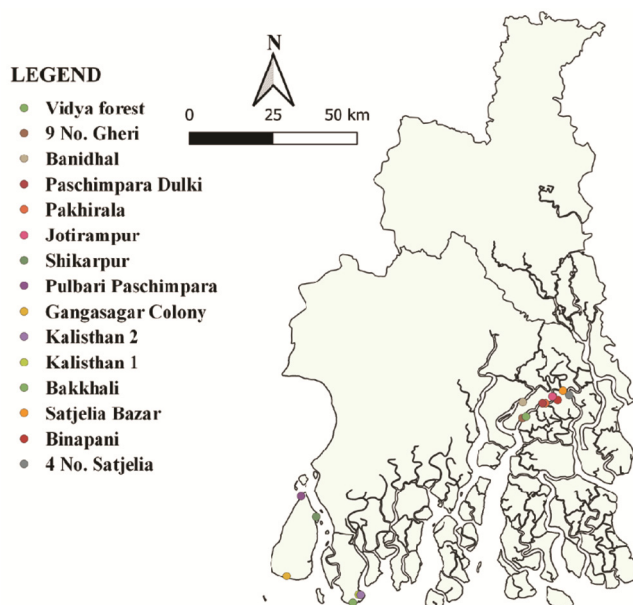 N
LEGEND
0 25 50 km
Vidya forest
9 No. Gheri
Banidhal
Paschimpara Dulki
Pakhirala
Jotirampur
Shikarpur
Pulbari Paschimpara
Gangasagar Colony
Kalisthan 2
Kalisthan 1
Bakkhali
Satjelia Bazar
Binapani
4 No. Satjelia